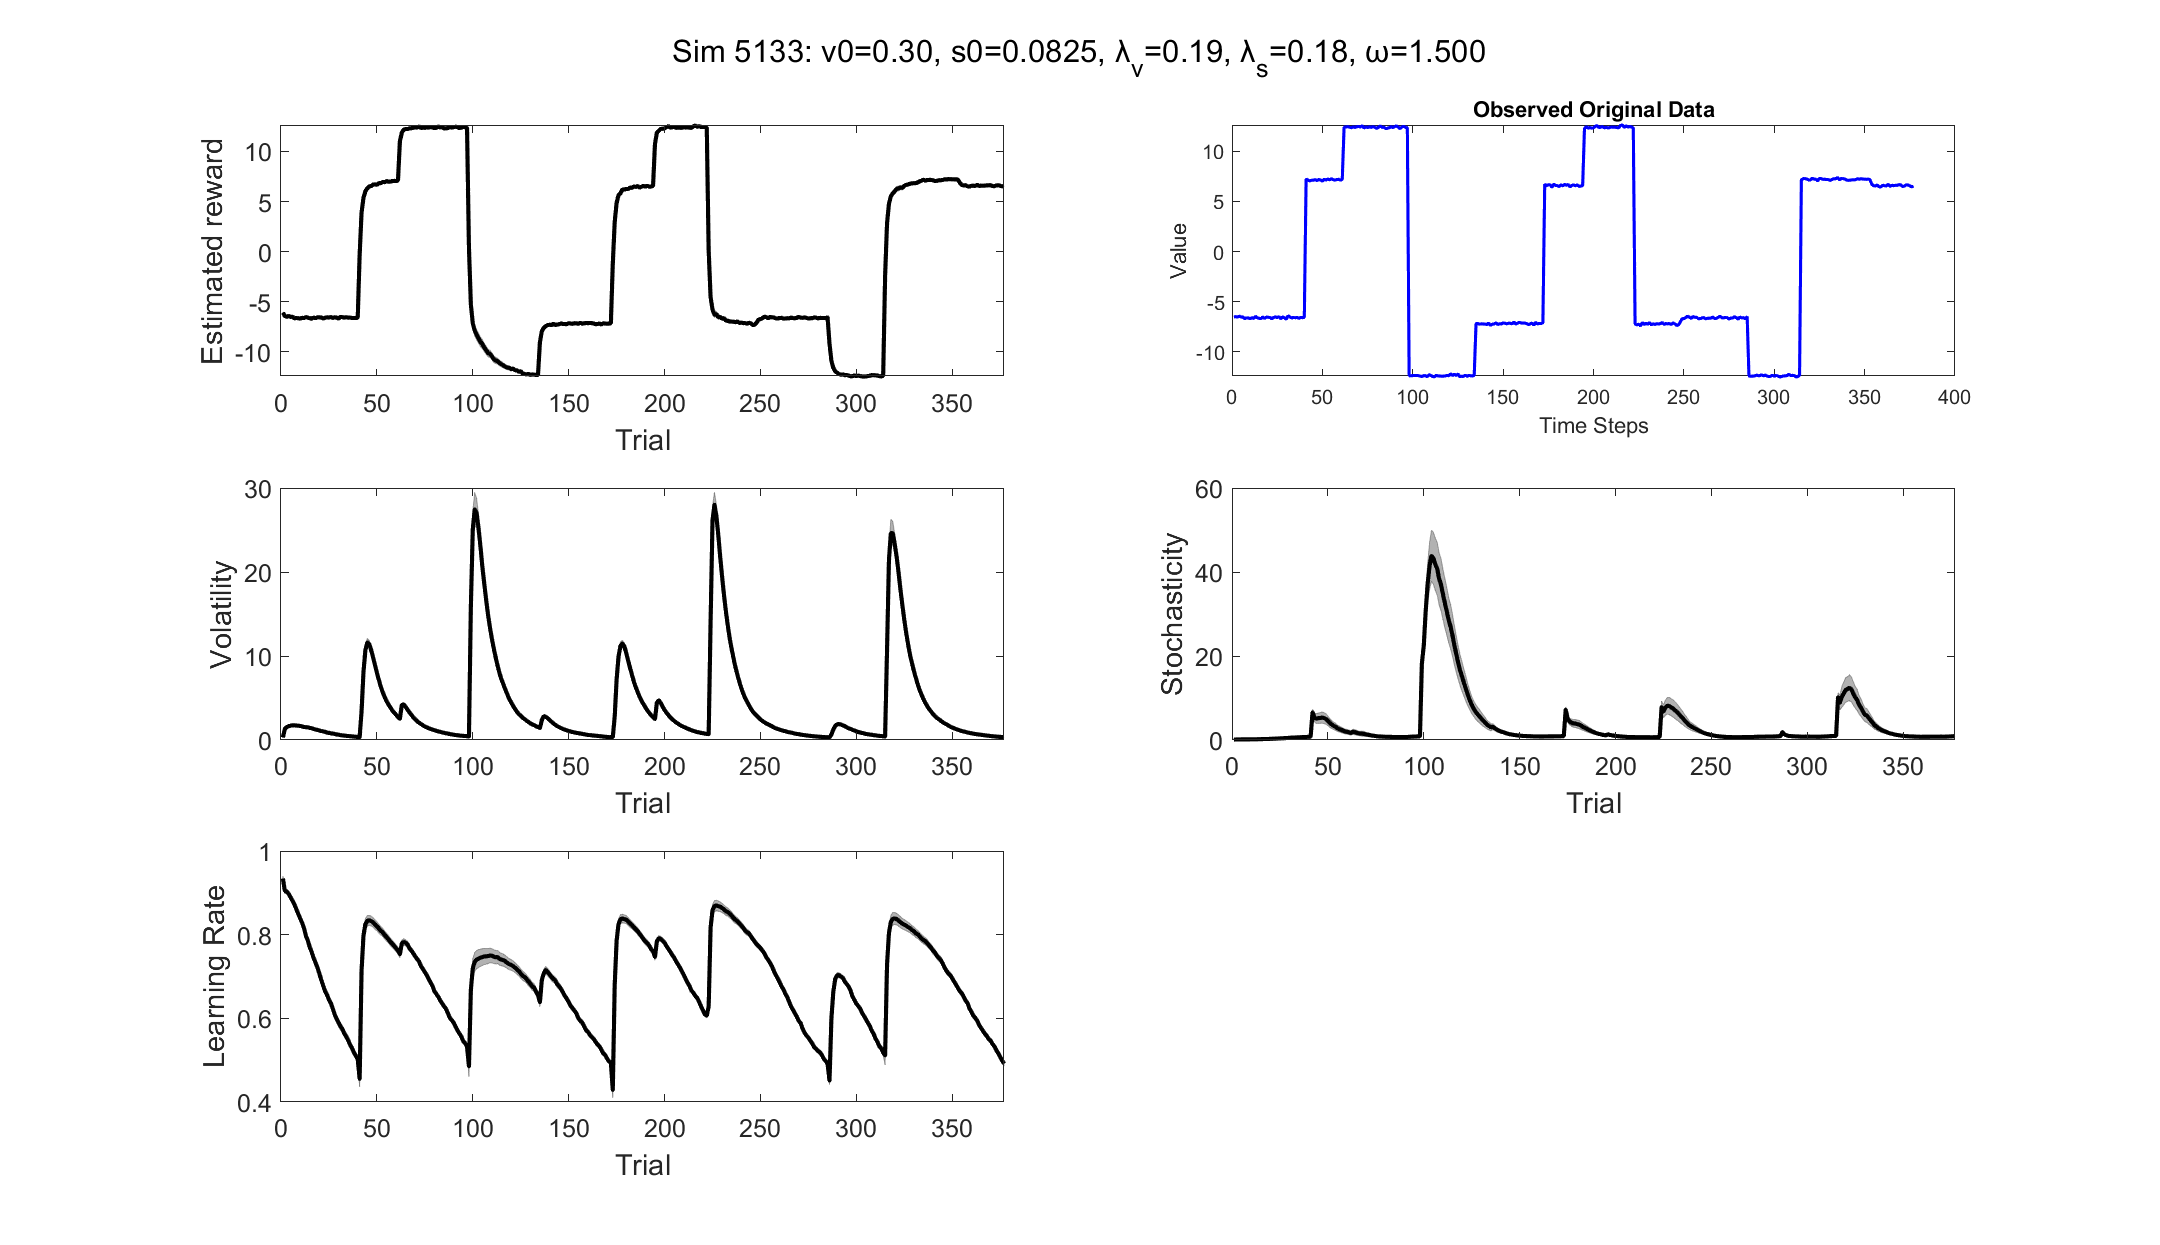 Sim 5133: v0=0.30, s0=0.0825, λv=0.19, λs=0.18, ω=1.500
Estimated reward
10
5
0
-5
-10
0 50 100 150 200 250 300 350
Trial
Observed Original Data
Value
10
5
0
-5
-10
0 50 100 150 200 250 300 350 400
Time Steps
Volatility
30
20
10
0
0 50 100 150 200 250 300 350
Trial
Stochasticity
60
40
20
0
0 50 100 150 200 250 300 350
Trial
Learning Rate
1
0.8
0.6
0.4
0 50 100 150 200 250 300 350
Trial